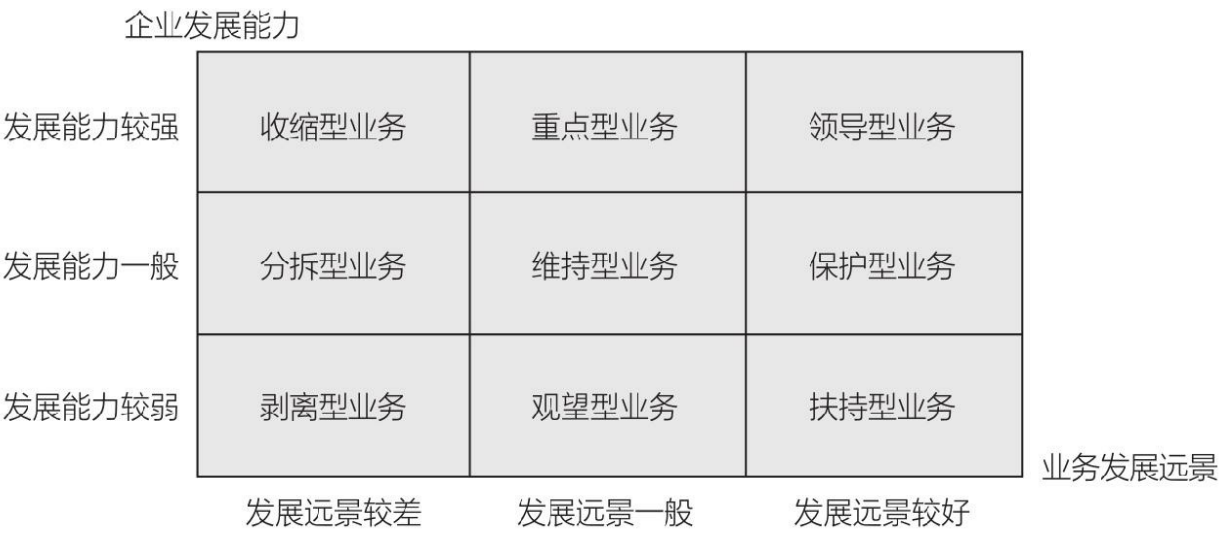 企业发展能力
发展能力较强 收缩型业务 重点型业务 领导型业务
发展能力一般 分拆型业务 维持型业务 保护型业务
发展能力较弱 剥离型业务 观望型业务 扶持型业务
业务发展远景
发展远景较差 发展远景一般 发展远景较好